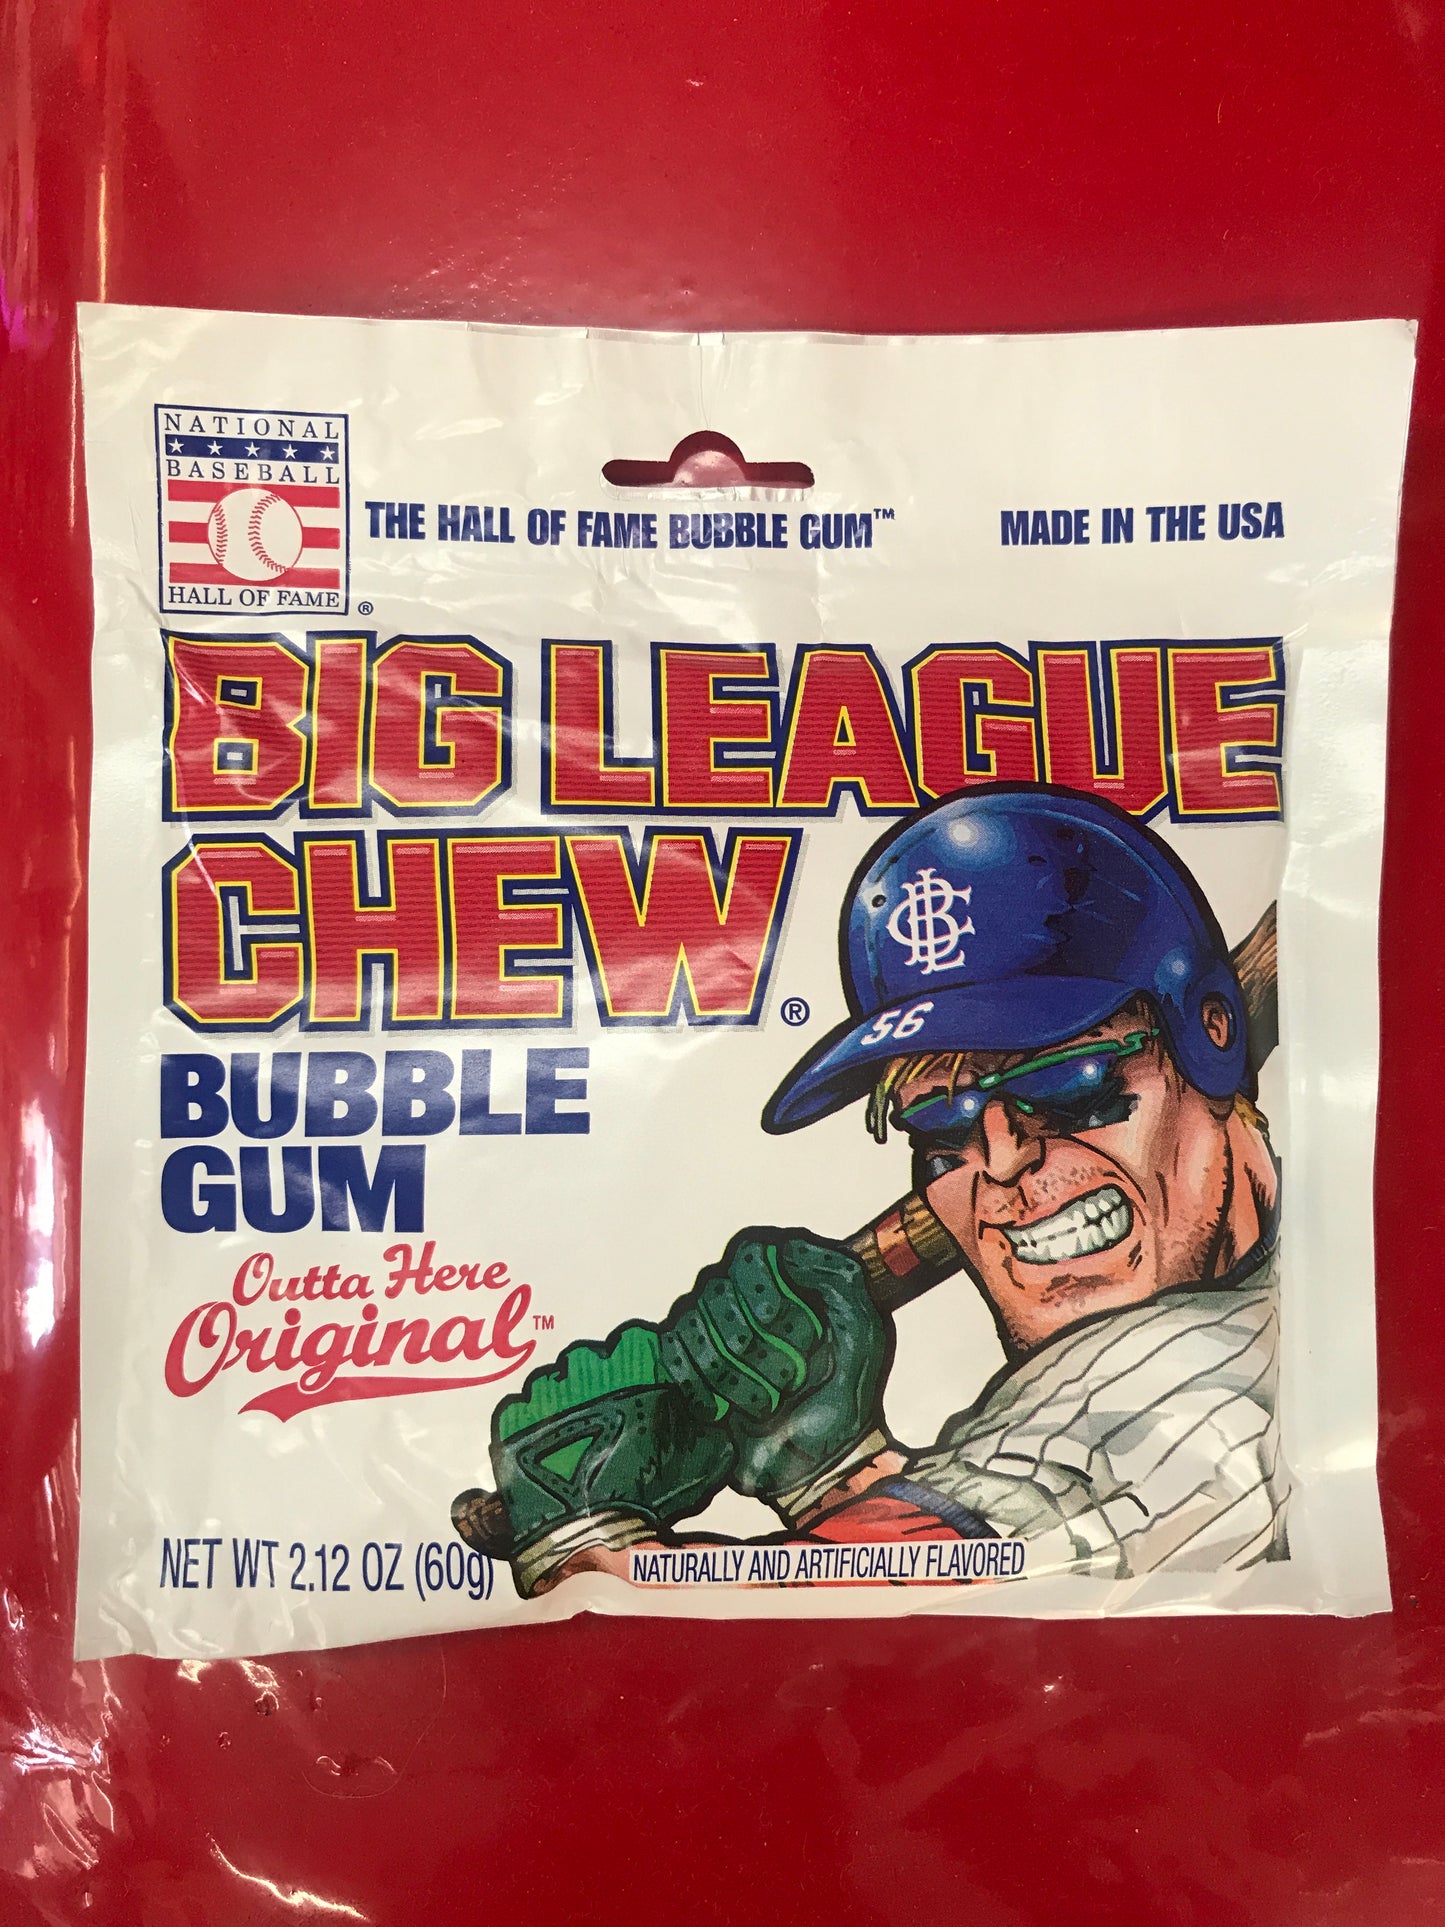 NATIONAL
BASEBALL
HALL OF FAME ®
THE HALL OF FAME BUBBLE GUM™
MADE IN THE USA
BIG LEAGUE
CHEW®
BLC
56
BUBBLE
GUM
Outta Here
Original™
NET WT 2.12 OZ (60g)
NATURALLY AND ARTIFICIALLY FLAVORED